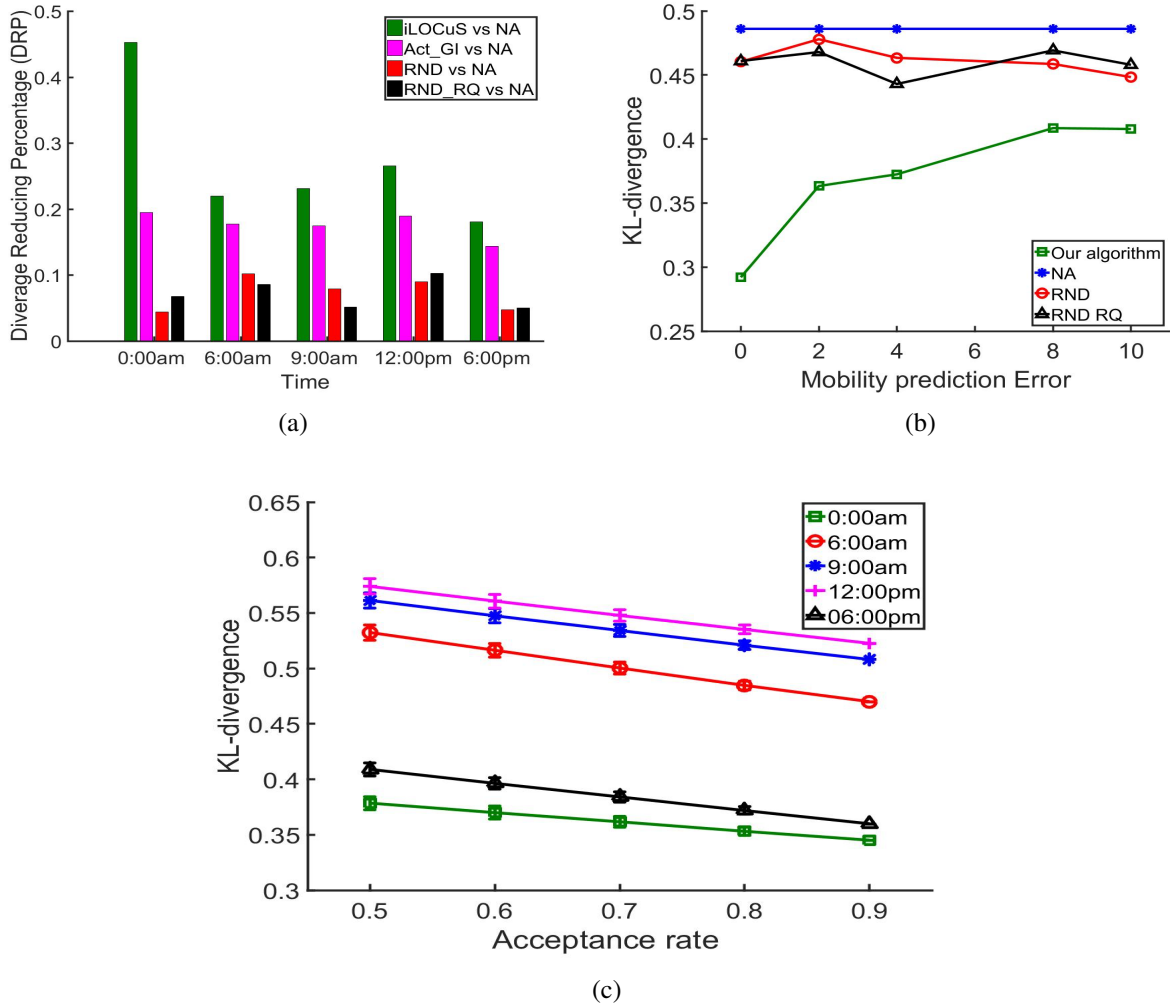 Diverage Reducing Percentage (DRP)
0.5
0.4
0.3
0.2
0.1
0
iLOCuS vs NA
Act_GI vs NA
RND vs NA
RND_RQ vs NA
0:00am 6:00am 9:00am 12:00pm 6:00pm
Time
(a)
KL-divergence
0.5
0.45
0.4
0.35
0.3
0.25
Our algorithm
NA
RND
RND RQ
0 2 4 6 8 10
Mobility prediction Error
(b)
KL-divergence
0.65
0.6
0.55
0.5
0.45
0.4
0.35
0.3
0:00am
6:00am
9:00am
12:00pm
06:00pm
0.5 0.6 0.7 0.8 0.9
Acceptance rate
(c)